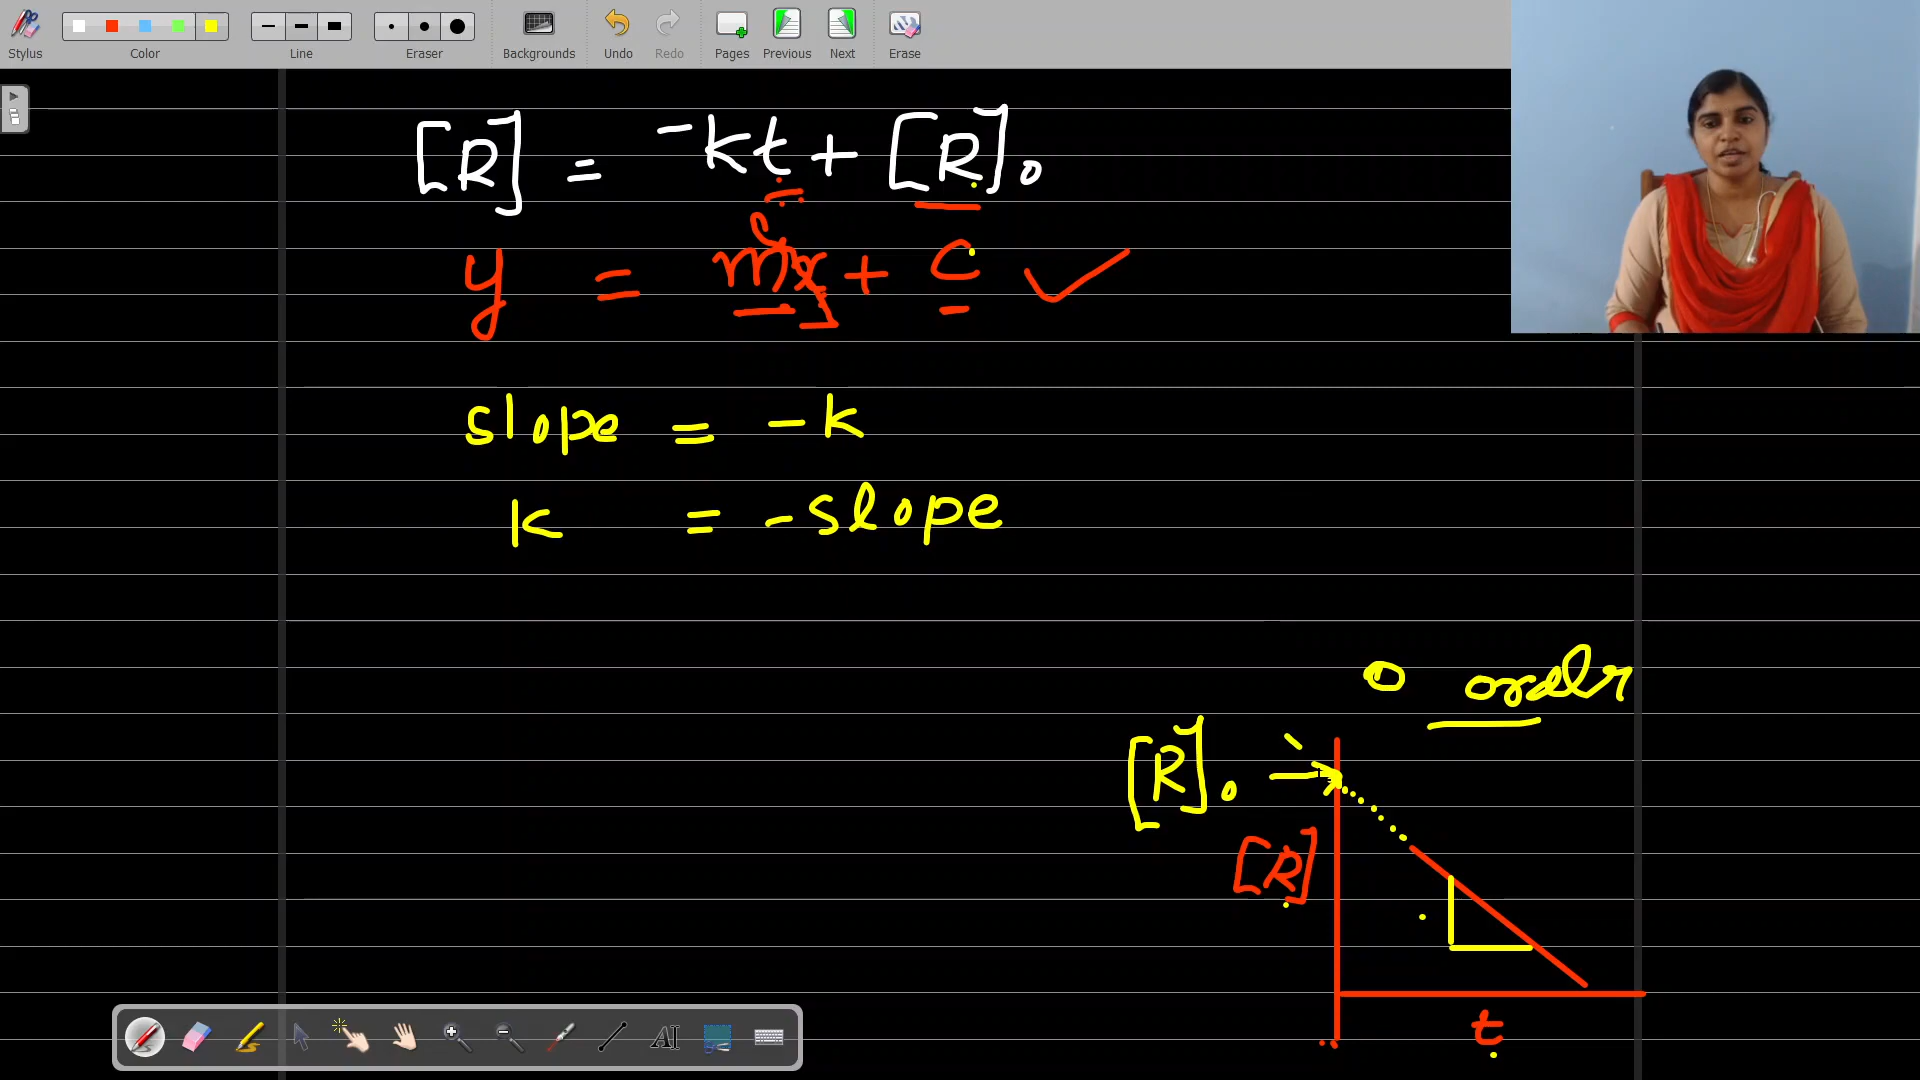 Stylus Color Line Eraser Backgrounds Undo Redo Pages Previous Next Erase
[R] = -kt + [R]₀
y = mx + c ✓
slope = -k
k = -slope
0 order
[R]₀ →
[R]
t
AI